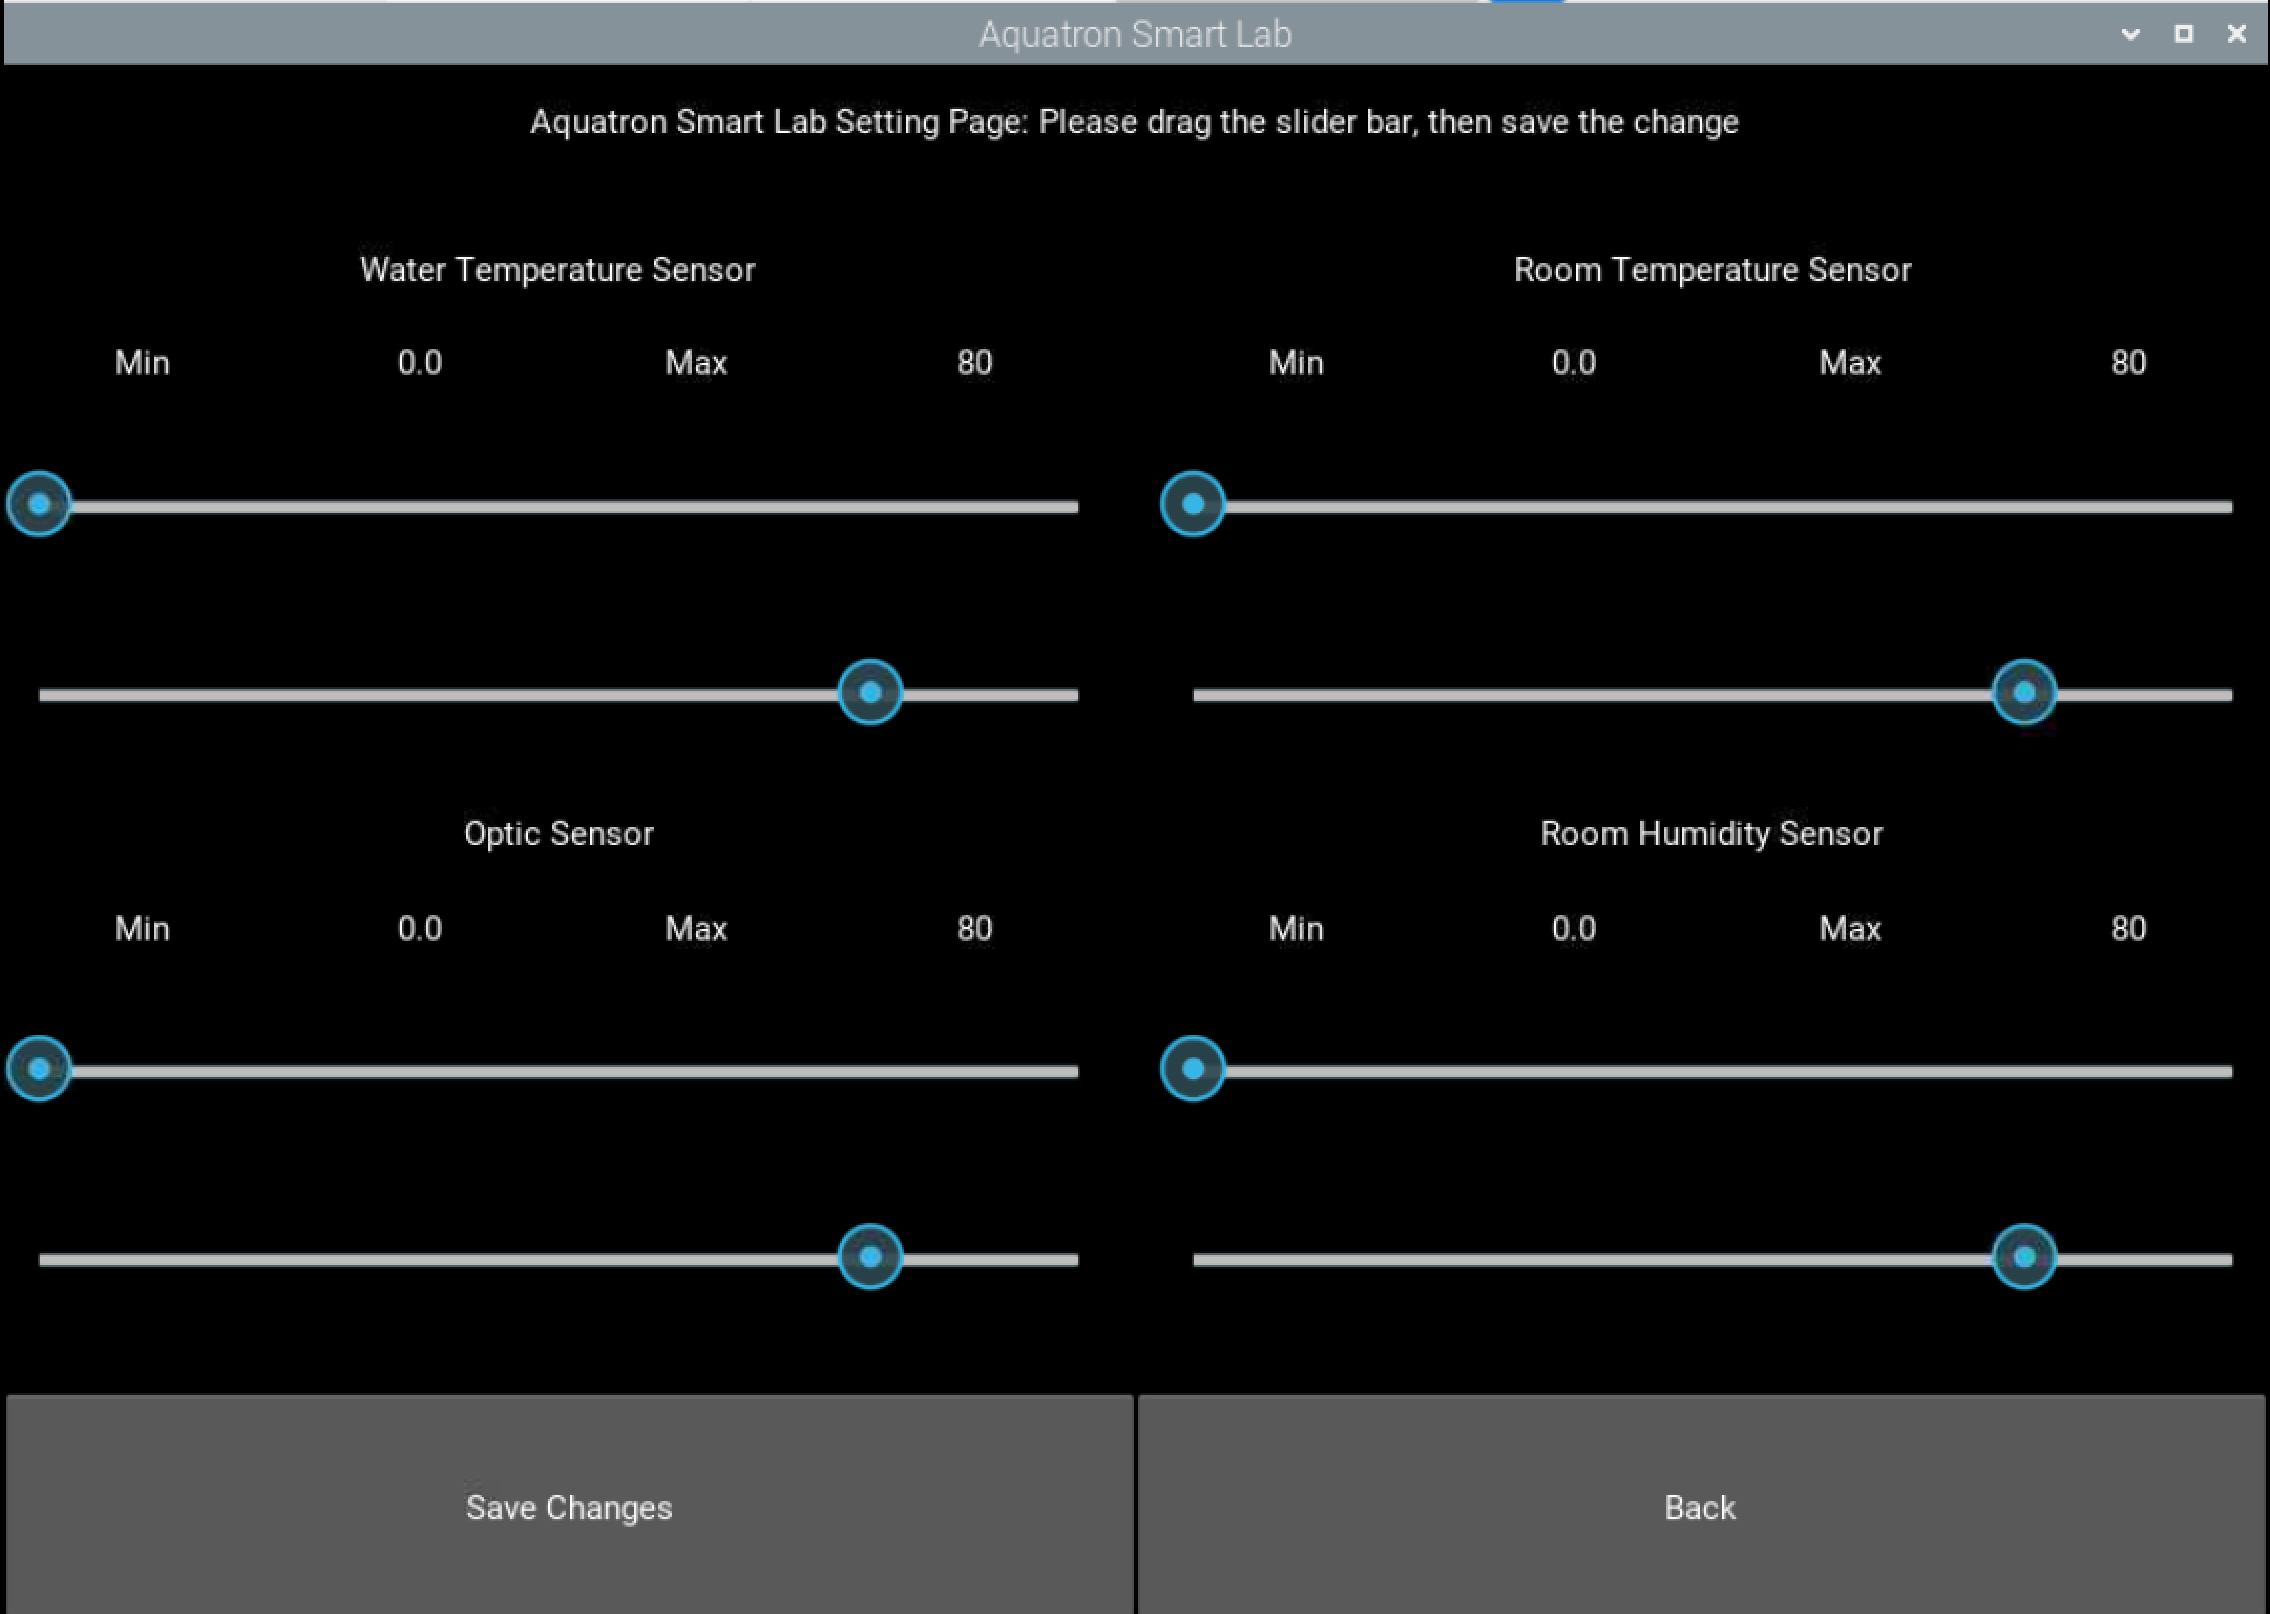 Aquatron Smart Lab
Aquatron Smart Lab Setting Page: Please drag the slider bar, then save the change
Water Temperature Sensor
Min 0.0 Max 80
Room Temperature Sensor
Min 0.0 Max 80
Optic Sensor
Min 0.0 Max 80
Room Humidity Sensor
Min 0.0 Max 80
Save Changes
Back